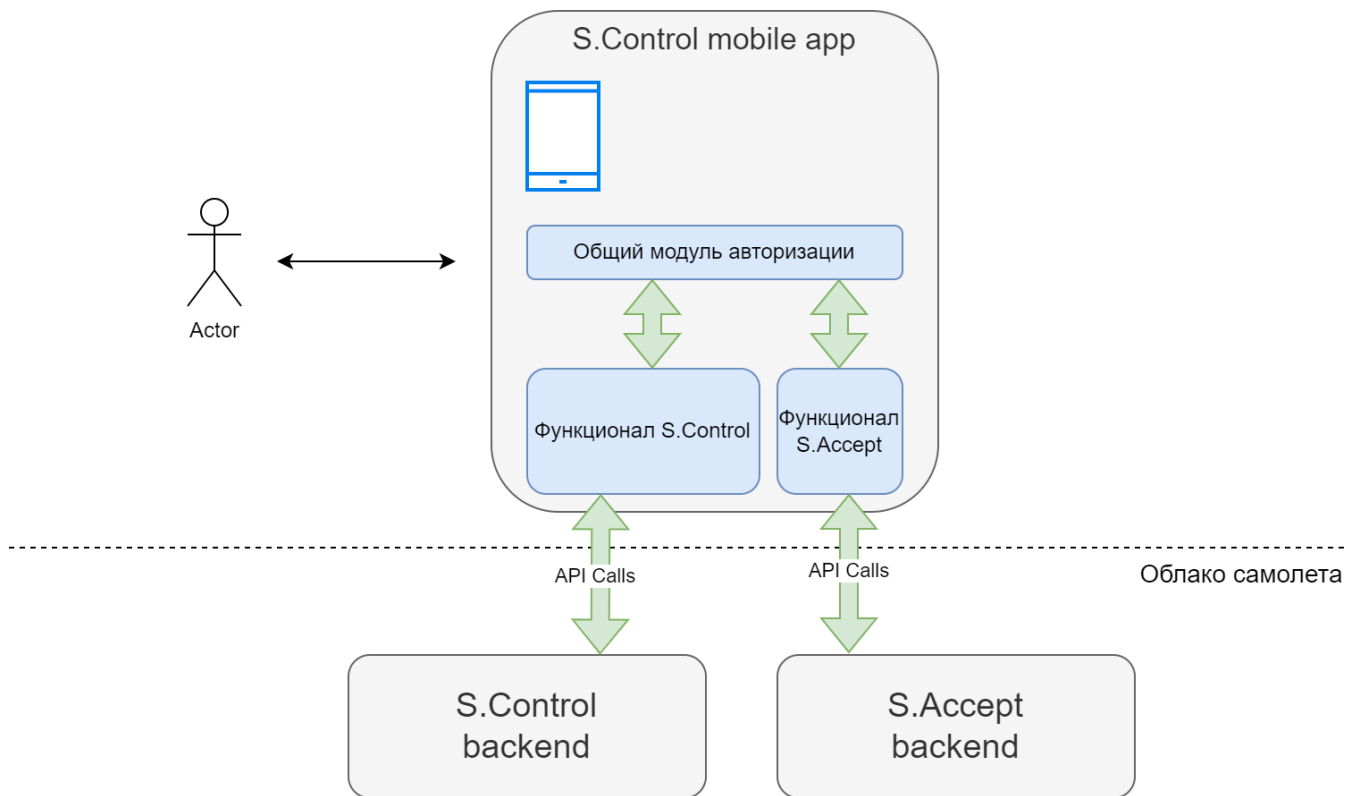 S.Control mobile app
Общий модуль авторизации
Actor
Функционал S.Control
Функционал
S.Accept
API Calls
API Calls
Облако самолета
S.Control
backend
S.Accept
backend